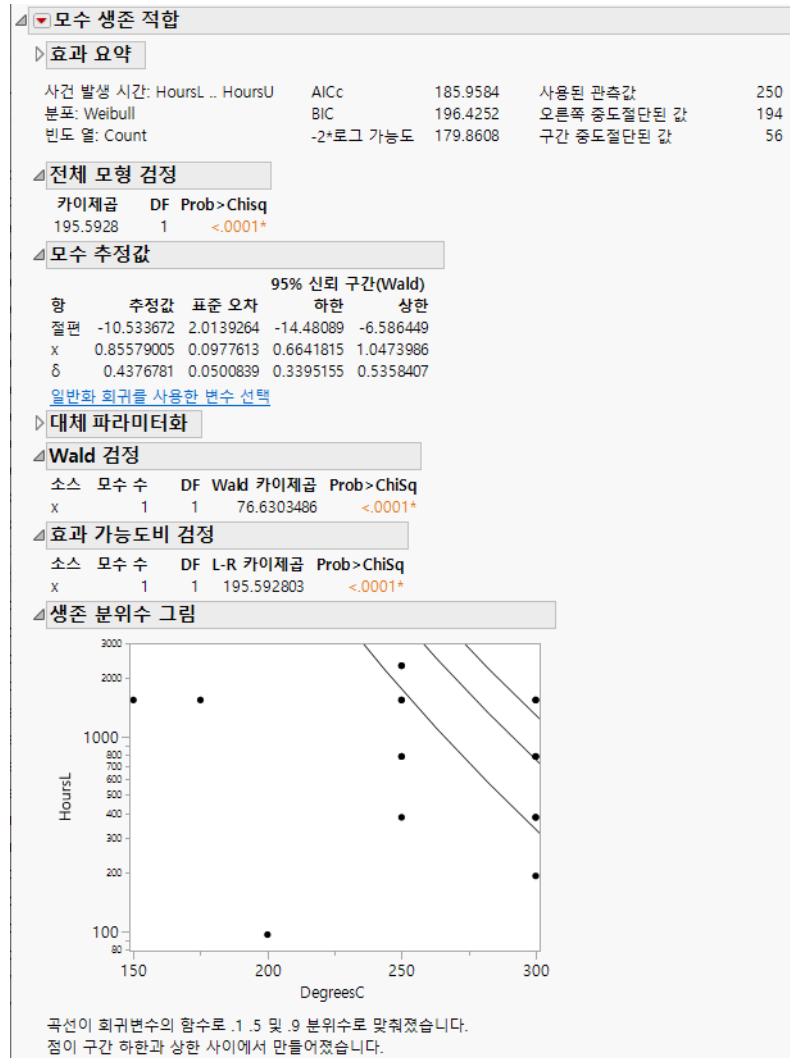 모수 생존 적합
효과 요약
사건 발생 시간: HoursL .. HoursU AICc 185.9584 사용된 관측값 250
분포: Weibull BIC 196.4252 오른쪽 중도절단된 값 194
빈도 열: Count -2*로그 가능도 179.8608 구간 중도절단된 값 56
전체 모형 검정
카이제곱 DF Prob>Chisq
195.5928 1 <.0001*
모수 추정값
95% 신뢰 구간(Wald)
항 추정값 표준 오차 하한 상한
절편 -10.533672 2.0139264 -14.48089 -6.586449
x 0.85579005 0.0977613 0.6641815 1.0473986
δ 0.4376781 0.0500839 0.3395155 0.5358407
일반화 회귀를 사용한 변수 선택
대체 파라미터화
Wald 검정
소스 모수 수 DF Wald 카이제곱 Prob>ChiSq
x 1 1 76.6303486 <.0001*
효과 가능도비 검정
소스 모수 수 DF L-R 카이제곱 Prob>ChiSq
x 1 1 195.592803 <.0001*
생존 분위수 그림
3000
2000
1000
800
700
600
500
400
300
200
100
80
HoursL
150 200 250 300
DegreesC
곡선이 회귀변수의 함수로 .1 .5 및 .9 분위수로 맞춰졌습니다.
점이 구간 하한과 상한 사이에서 만들어졌습니다.